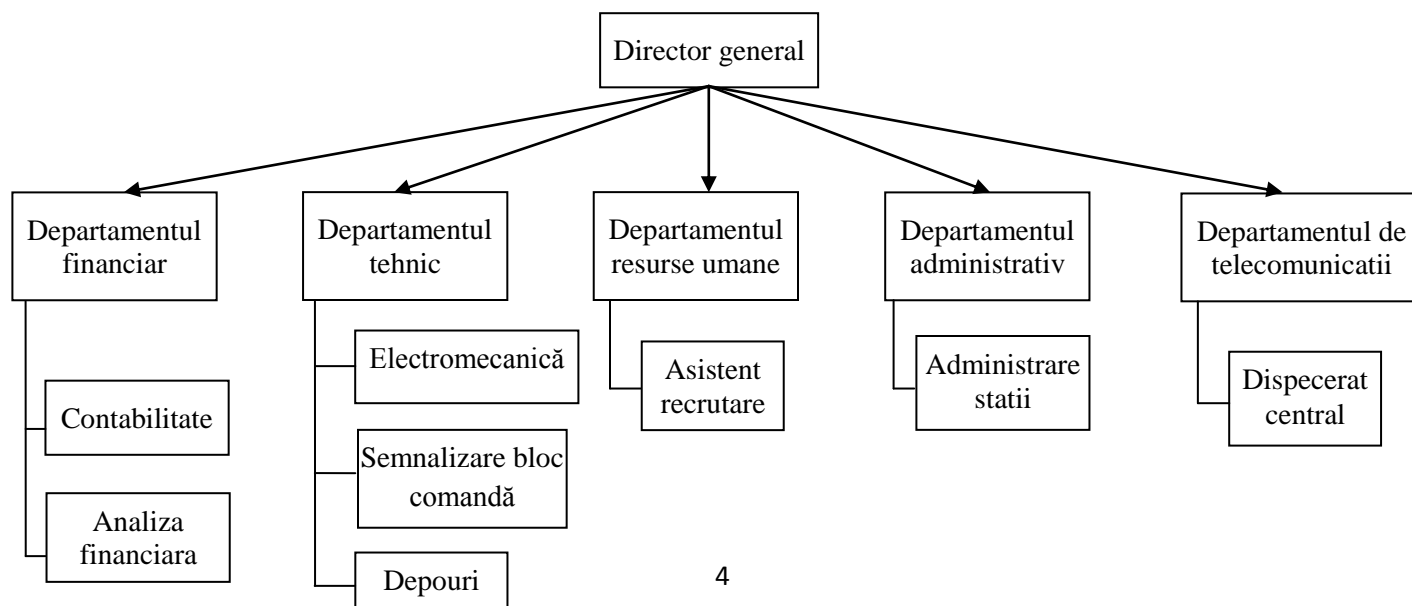 Director general
Departamentul
financiar
Departamentul
tehnic
Departamentul
resurse umane
Departamentul
administrativ
Departamentul de
telecomunicatii
Contabilitate
Analiza
financiara
Electromecanică
Semnalizare bloc
comandă
Depouri
Asistent
recrutare
Administrare
statii
Dispecerat
central
4